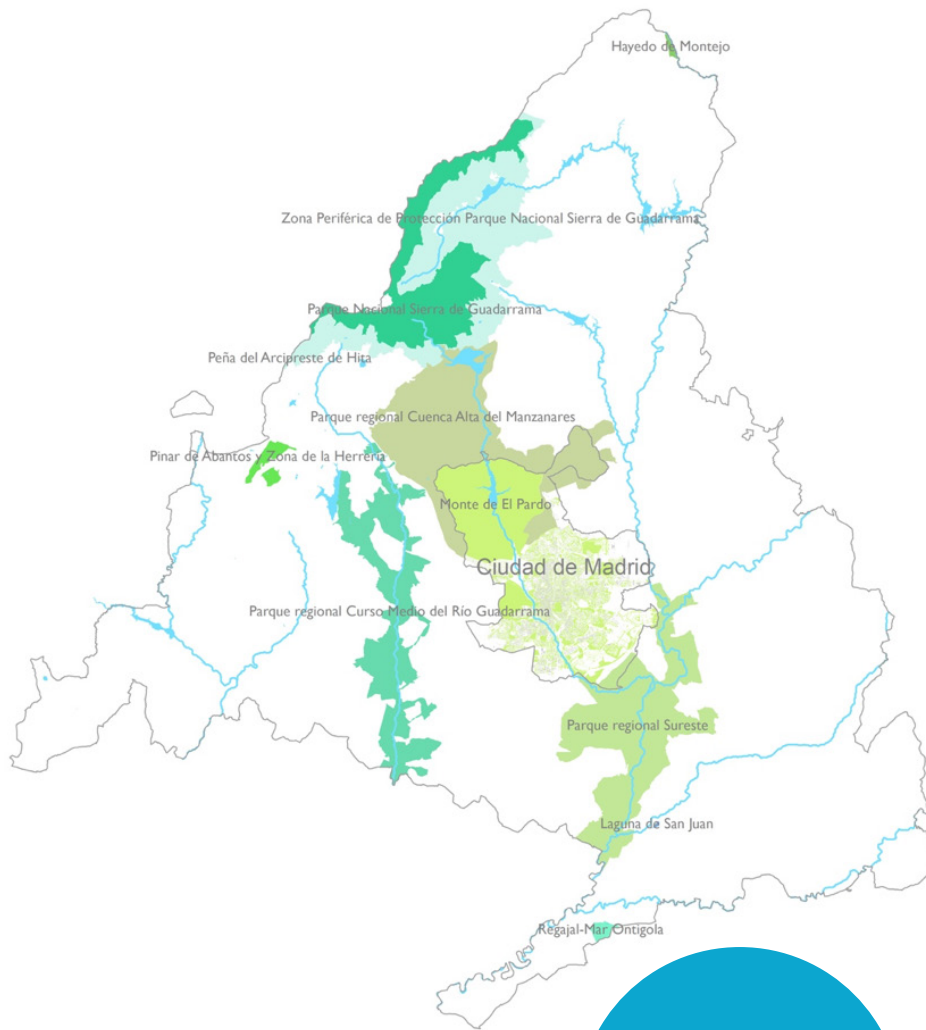 Hayedo de Montejo
Zona Periférica de Protección Parque Nacional Sierra de Guadarrama
Parque Nacional Sierra de Guadarrama
Peña del Arcipreste de Hita
Parque regional Cuenca Alta del Manzanares
Pinar de Abantos y Zona de la Herrería
Monte de El Pardo
Ciudad de Madrid
Parque regional Curso Medio del Río Guadarrama
Parque regional Sureste
Laguna de San Juan
Regajal-Mar Ontigola